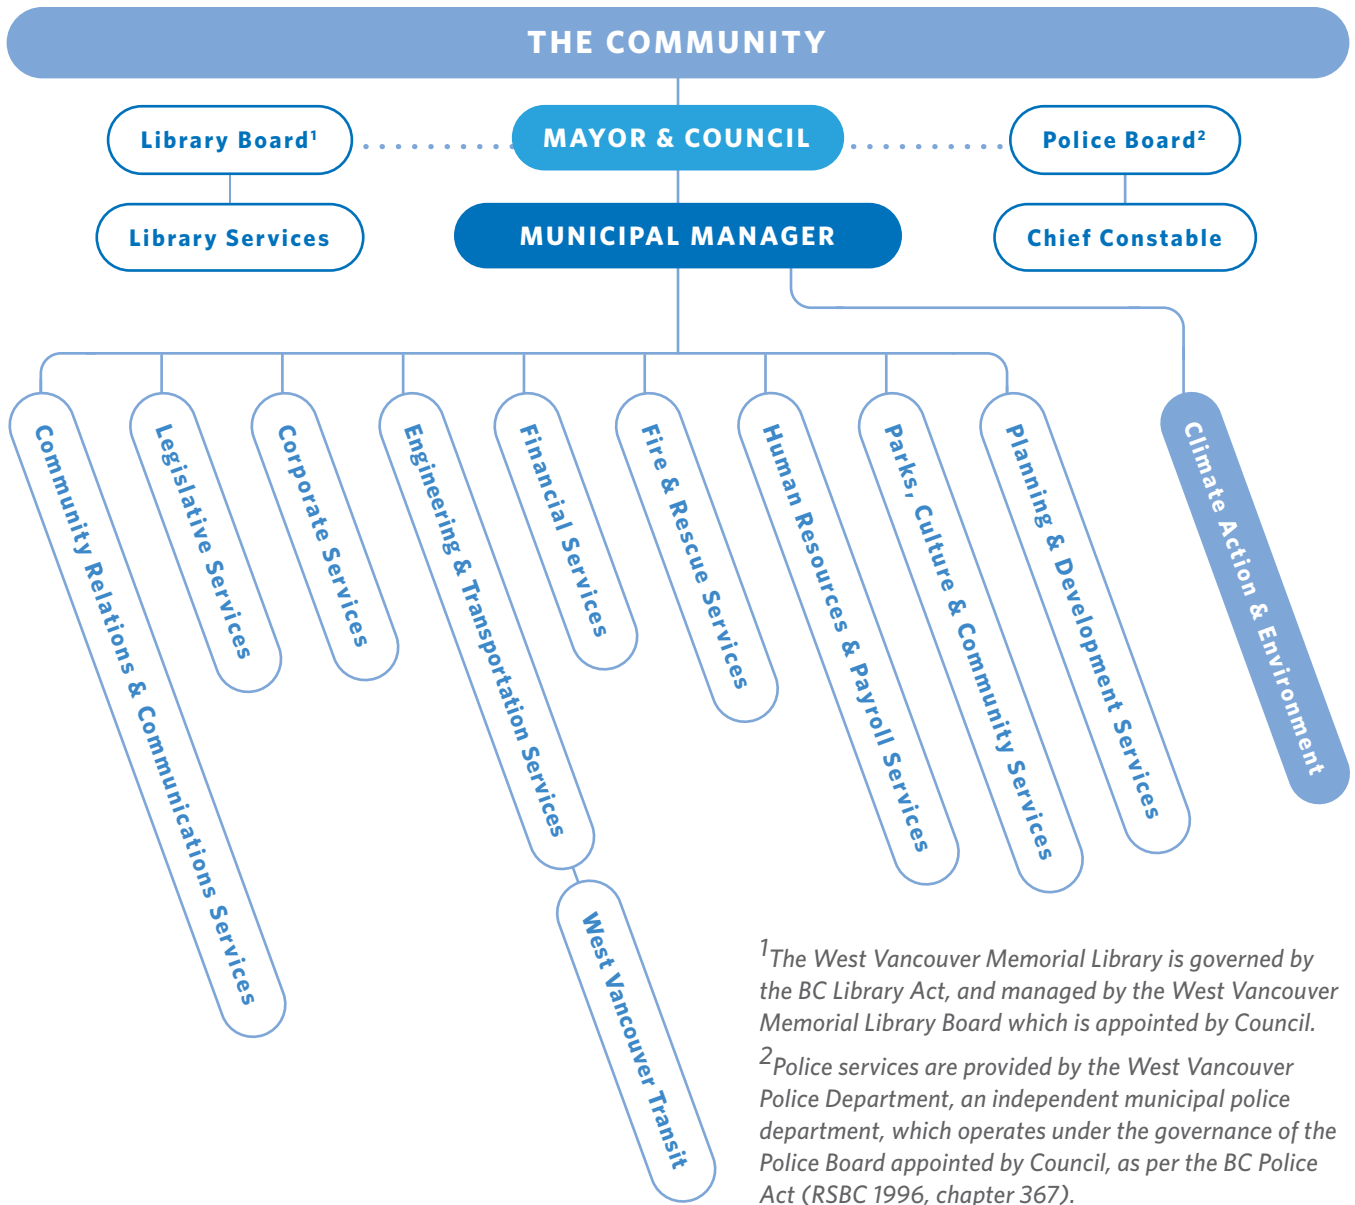 THE COMMUNITY
Library Board¹
MAYOR & COUNCIL
Police Board²
Library Services
MUNICIPAL MANAGER
Chief Constable
Community Relations & Communications Services
Legislative Services
Corporate Services
Engineering & Transportation Services
Financial Services
Fire & Rescue Services
Human Resources & Payroll Services
Parks, Culture & Community Services
Planning & Development Services
Climate Action & Environment
West Vancouver Transit
¹The West Vancouver Memorial Library is governed by
the BC Library Act, and managed by the West Vancouver
Memorial Library Board which is appointed by Council.
²Police services are provided by the West Vancouver
Police Department, an independent municipal police
department, which operates under the governance of the
Police Board appointed by Council, as per the BC Police
Act (RSBC 1996, chapter 367).